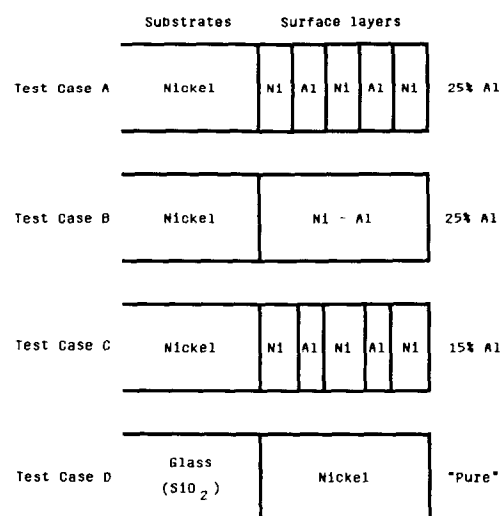 Substrates Surface layers
Test Case A Nickel Ni Al Ni Al Ni 25% Al
Test Case B Nickel Ni - Al 25% Al
Test Case C Nickel Ni Al Ni Al Ni 15% Al
Glass
Test Case D (SiO2) Nickel "Pure"